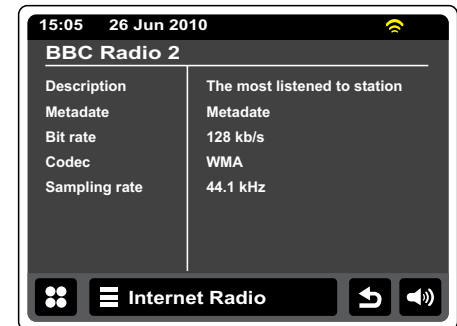 15:05 26 Jun 2010
BBC Radio 2
Description The most listened to station
Metadate Metadate
Bit rate 128 kb/s
Codec WMA
Sampling rate 44.1 kHz
Internet Radio